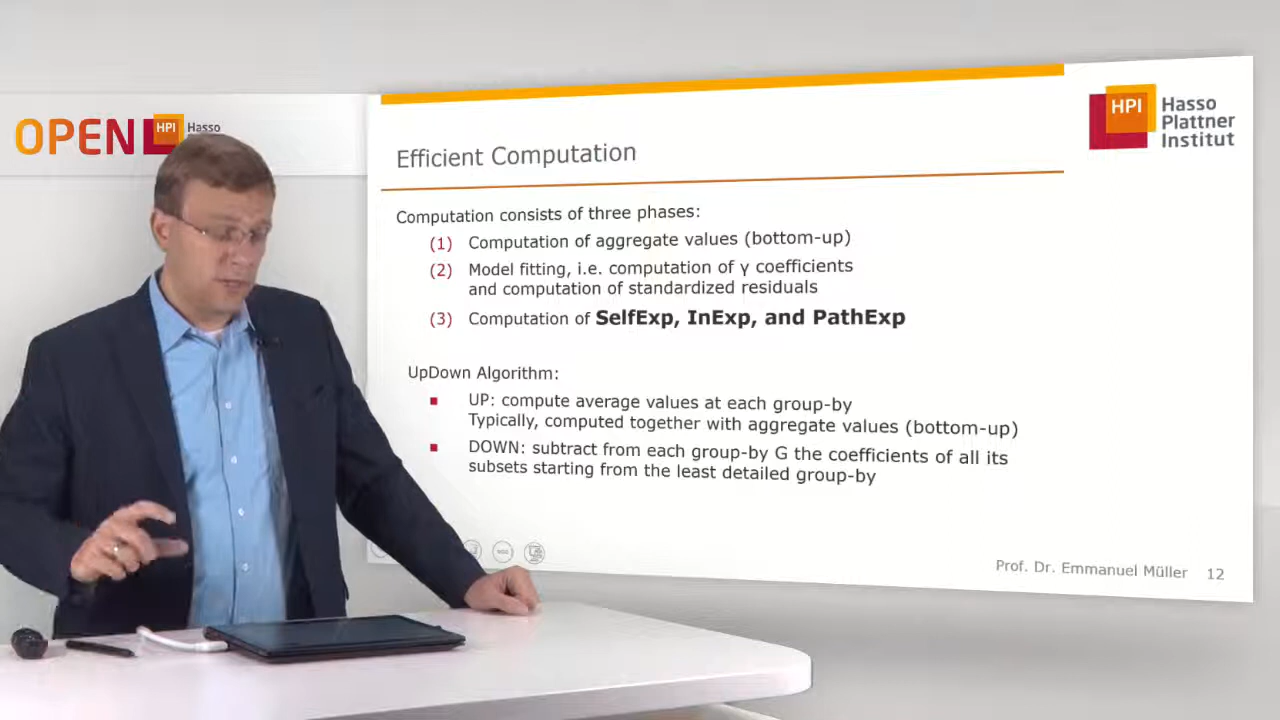 OPEN HPI Hasso
HPI Hasso
Plattner
Institut
Efficient Computation
Computation consists of three phases:
(1) Computation of aggregate values (bottom-up)
(2) Model fitting, i.e. computation of γ coefficients
and computation of standardized residuals
(3) Computation of SelfExp, InExp, and PathExp
UpDown Algorithm:
UP: compute average values at each group-by
Typically, computed together with aggregate values (bottom-up)
DOWN: subtract from each group-by G the coefficients of all its
subsets starting from the least detailed group-by
Prof. Dr. Emmanuel Müller 12